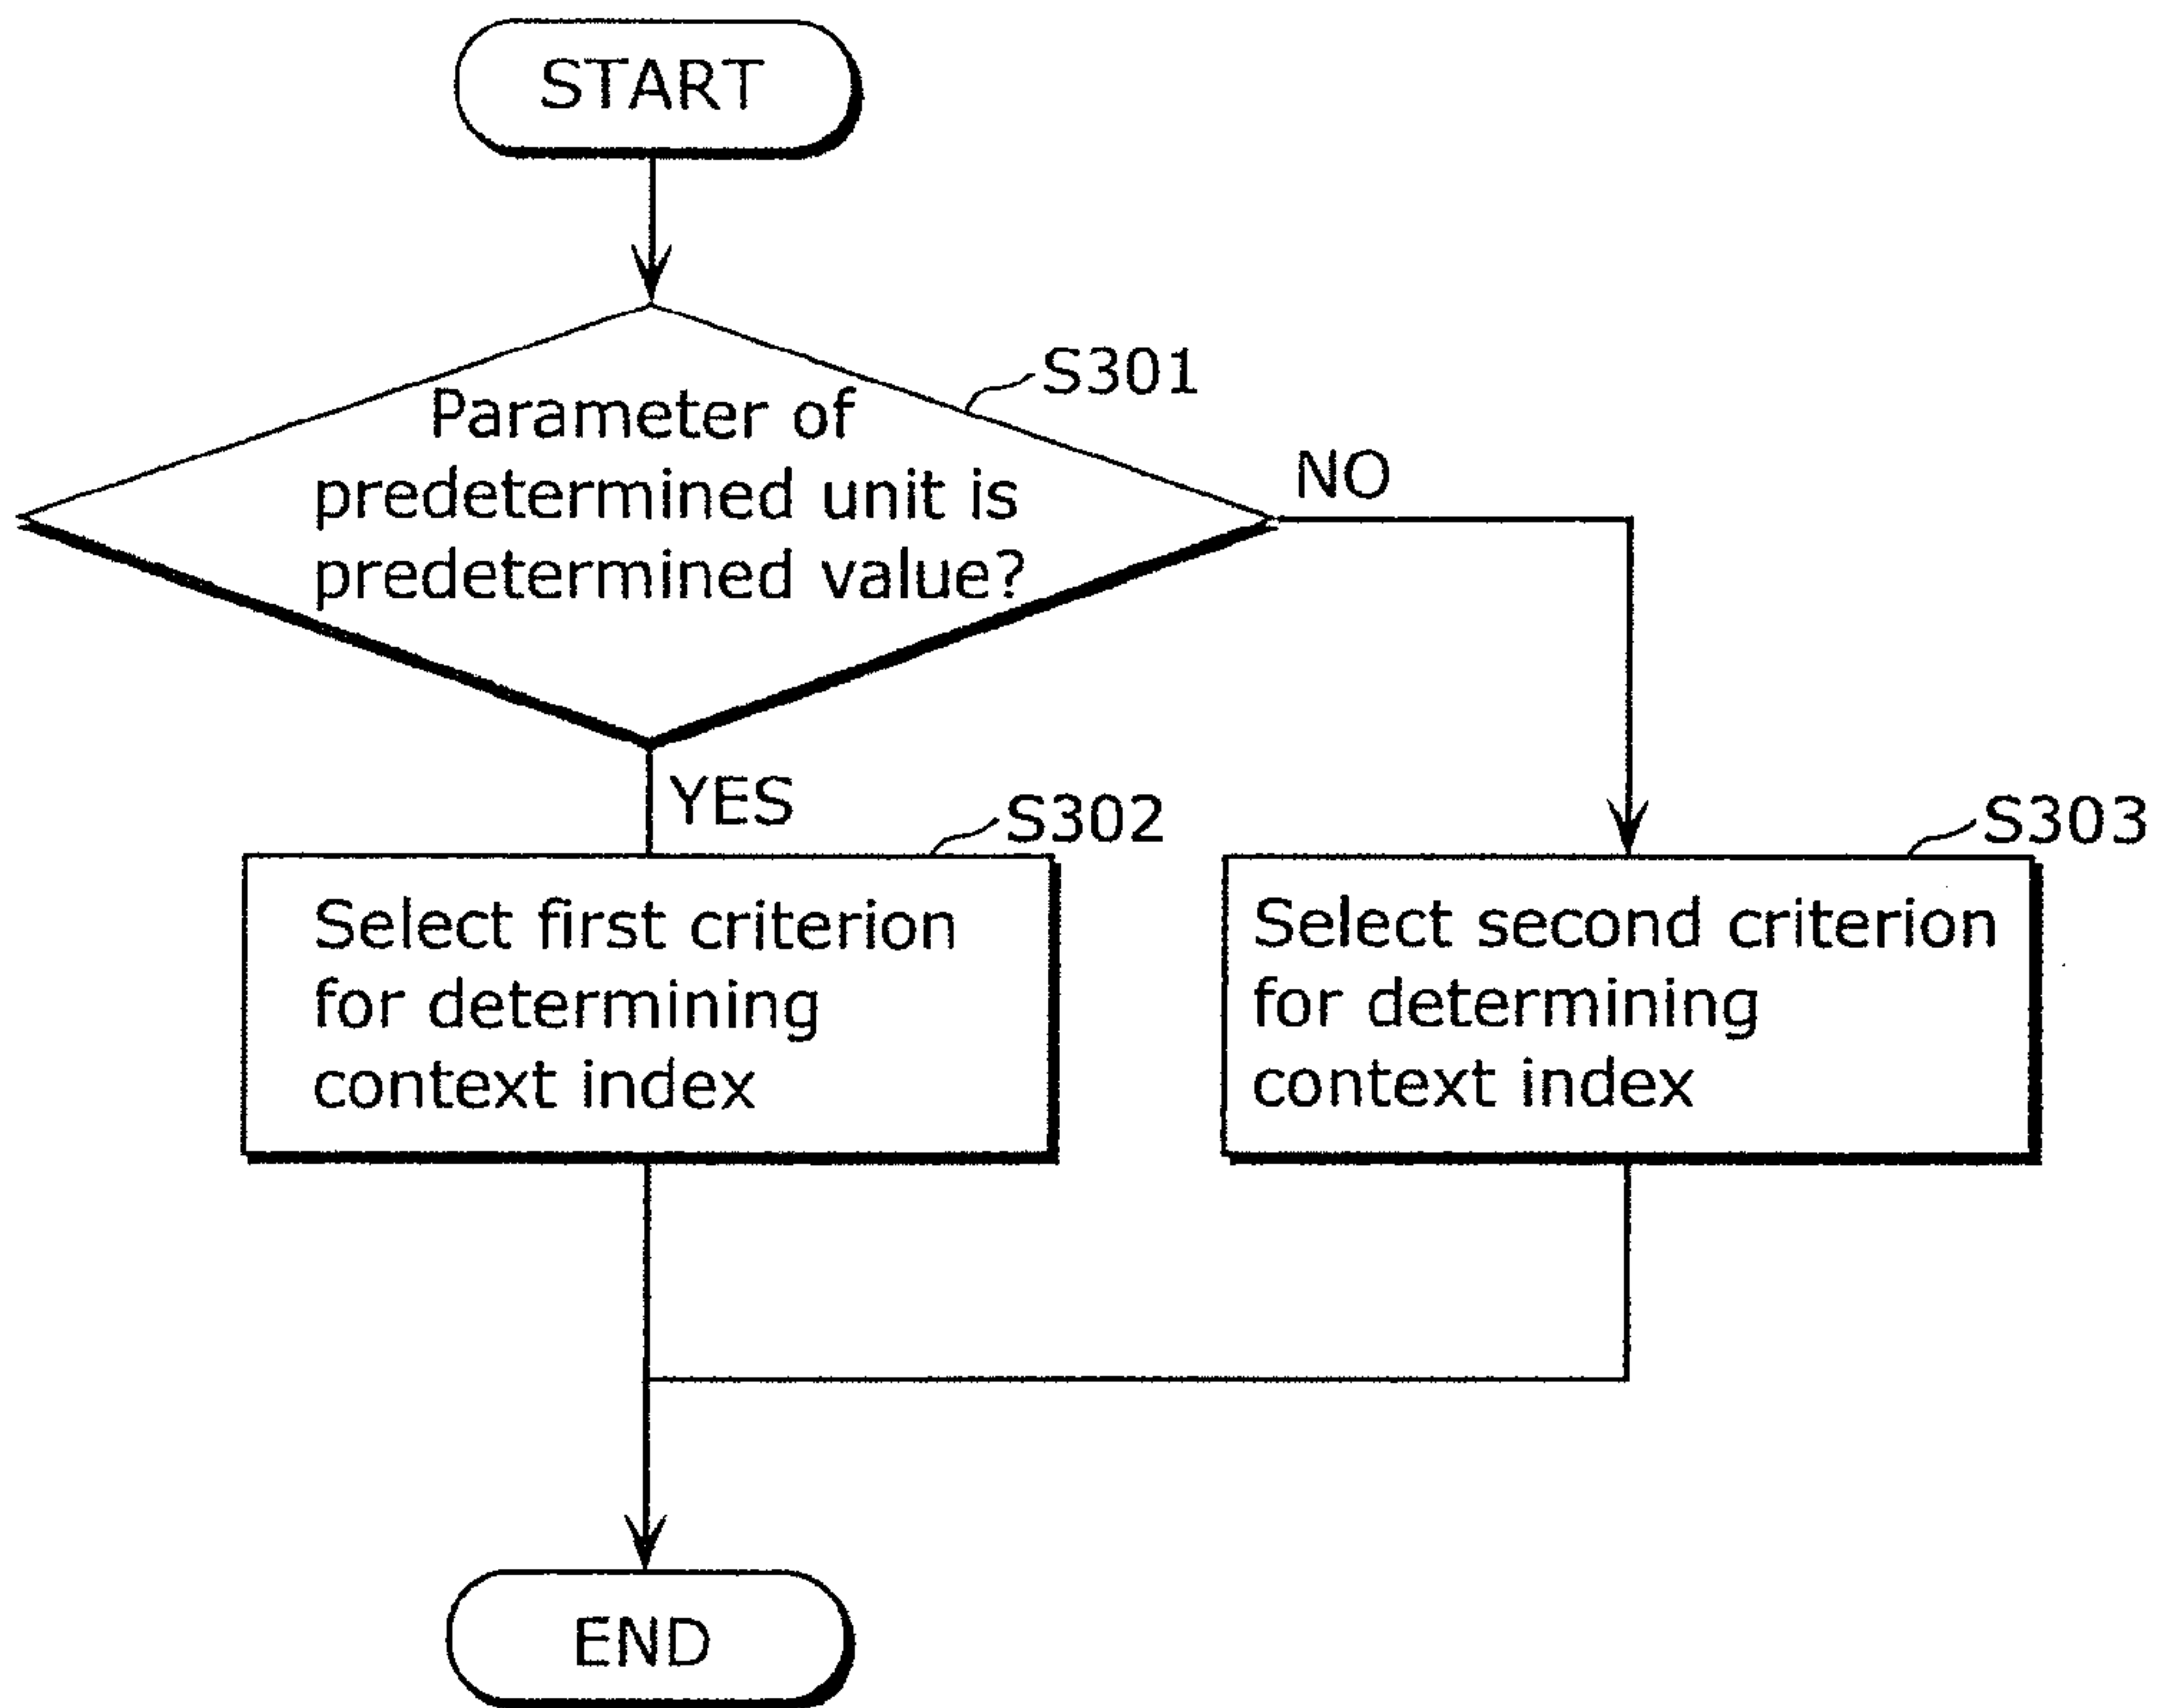 START
S301
Parameter of
predetermined unit is
predetermined value?
NO
YES
S302
Select first criterion
for determining
context index
S303
Select second criterion
for determining
context index
END